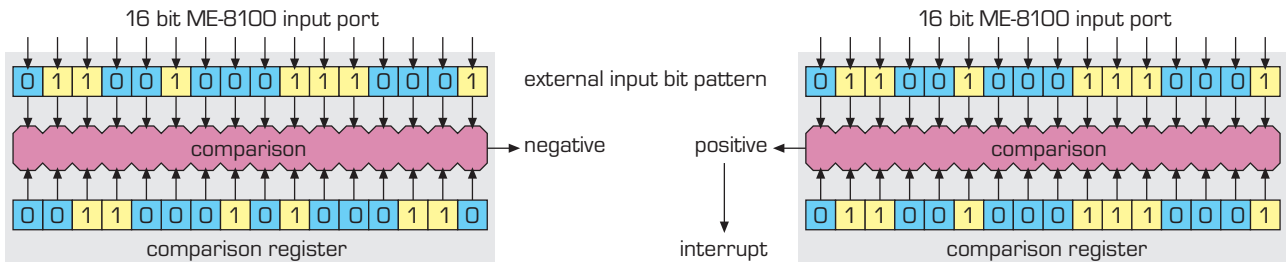 16 bit ME-8100 input port
0 1 1 0 0 1 0 0 0 1 1 1 0 0 0 1
comparison
0 0 1 1 0 0 0 1 0 1 0 0 0 1 1 0
comparison register
external input bit pattern
negative
positive
interrupt
16 bit ME-8100 input port
0 1 1 0 0 1 0 0 0 1 1 1 0 0 0 1
comparison
0 1 1 0 0 1 0 0 0 1 1 1 0 0 0 1
comparison register